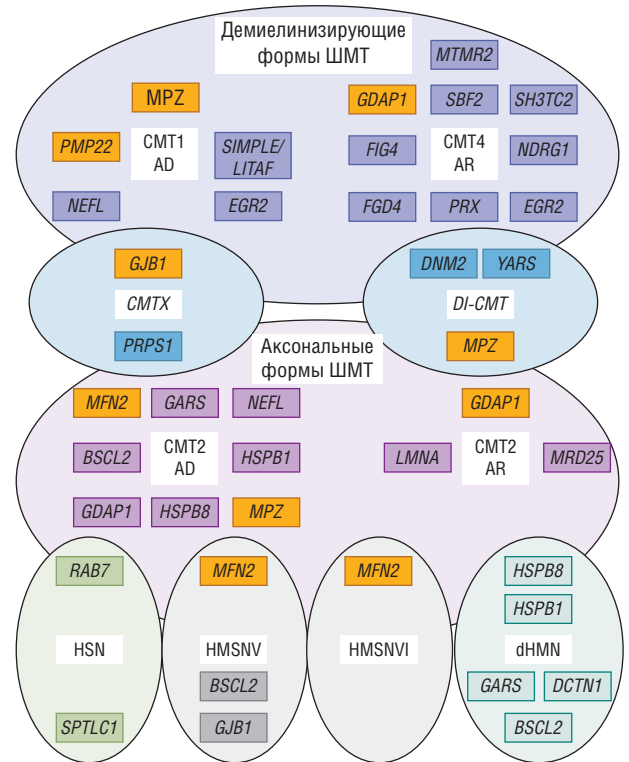 Демиелинизирующие
формы ШМТ
MTMR2
MPZ
GDAP1
SBF2
SH3TC2
PMP22
CMT1
AD
SIMPLE/
LITAF
FIG4
CMT4
AR
NDRG1
NEFL
EGR2
FGD4
PRX
EGR2
GJB1
CMTX
PRPS1
DNM2
YARS
DI-CMT
MPZ
Аксональные
формы ШМТ
MFN2
GARS
NEFL
GDAP1
BSCL2
CMT2
AD
HSPB1
LMNA
CMT2
AR
MRD25
GDAP1
HSPB8
MPZ
RAB7
HSN
SPTLC1
MFN2
HMSNV
BSCL2
GJB1
MFN2
HMSNVI
HSPB8
HSPB1
dHMN
GARS
DCTN1
BSCL2